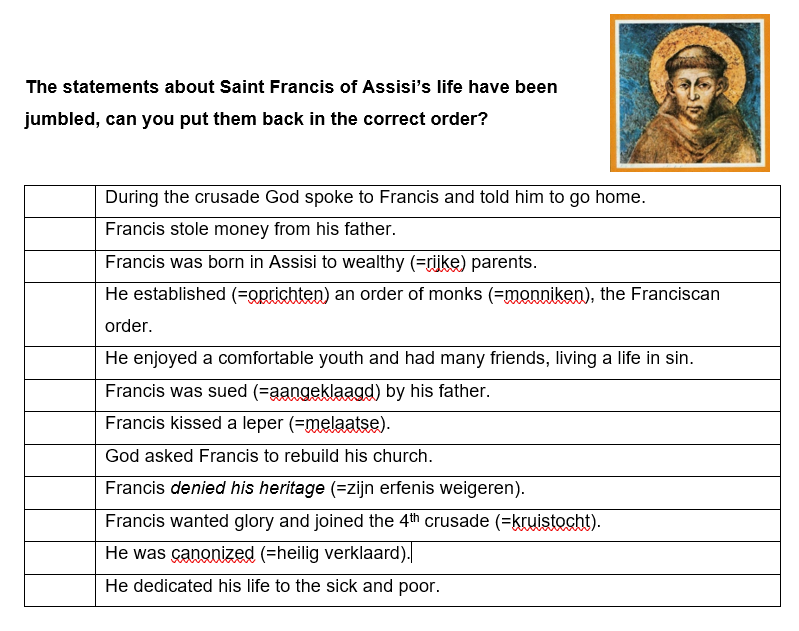 The statements about Saint Francis of Assisi’s life have been
jumbled, can you put them back in the correct order?
During the crusade God spoke to Francis and told him to go home.
Francis stole money from his father.
Francis was born in Assisi to wealthy (=rijke) parents.
He established (=oprichten) an order of monks (=monniken), the Franciscan
order.
He enjoyed a comfortable youth and had many friends, living a life in sin.
Francis was sued (=aangeklaagd) by his father.
Francis kissed a leper (=melaatse).
God asked Francis to rebuild his church.
Francis denied his heritage (=zijn erfenis weigeren).
Francis wanted glory and joined the 4th crusade (=kruistocht).
He was canonized (=heilig verklaard).
He dedicated his life to the sick and poor.